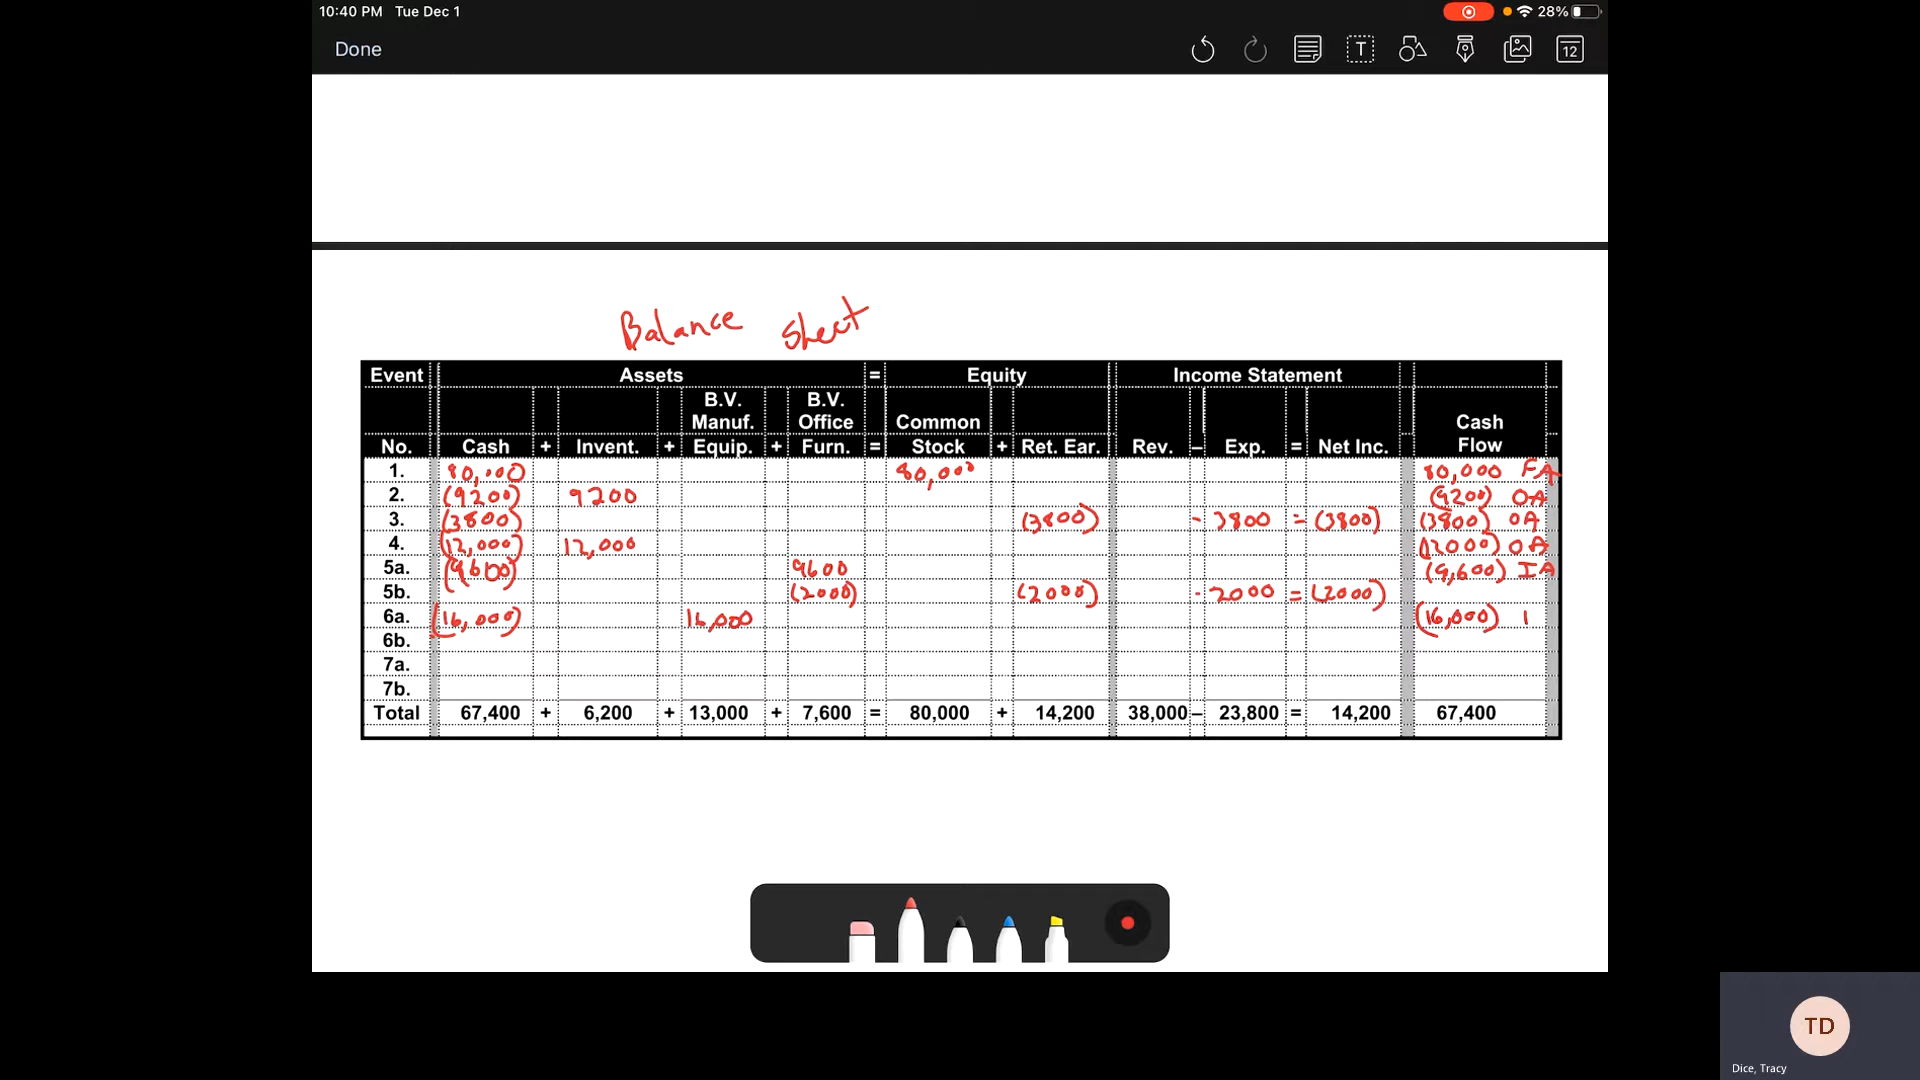 10:40 PM Tue Dec 1 28%
Done T 12
Balance Sheet
Event Assets = Equity Income Statement
B.V. B.V.
Manuf. Office Common Cash
No. Cash + Invent. + Equip. + Furn. = Stock + Ret. Ear. Rev. – Exp. = Net Inc. Flow
1. 80,000 80,000 80,000 FA
2. (9200) 9200 (9200) OA
3. (3800) (3800) - 3800 = (3800) (3800) OA
4. (12,000) 12,000 (12000) OA
5a. (9600) 9600 (9,600) IA
5b. (2000) (2000) - 2000 = (2000)
6a. (16,000) 16,000 (16,000) I
6b.
7a.
7b.
Total 67,400 + 6,200 + 13,000 + 7,600 = 80,000 + 14,200 38,000 – 23,800 = 14,200 67,400
TD
Dice, Tracy